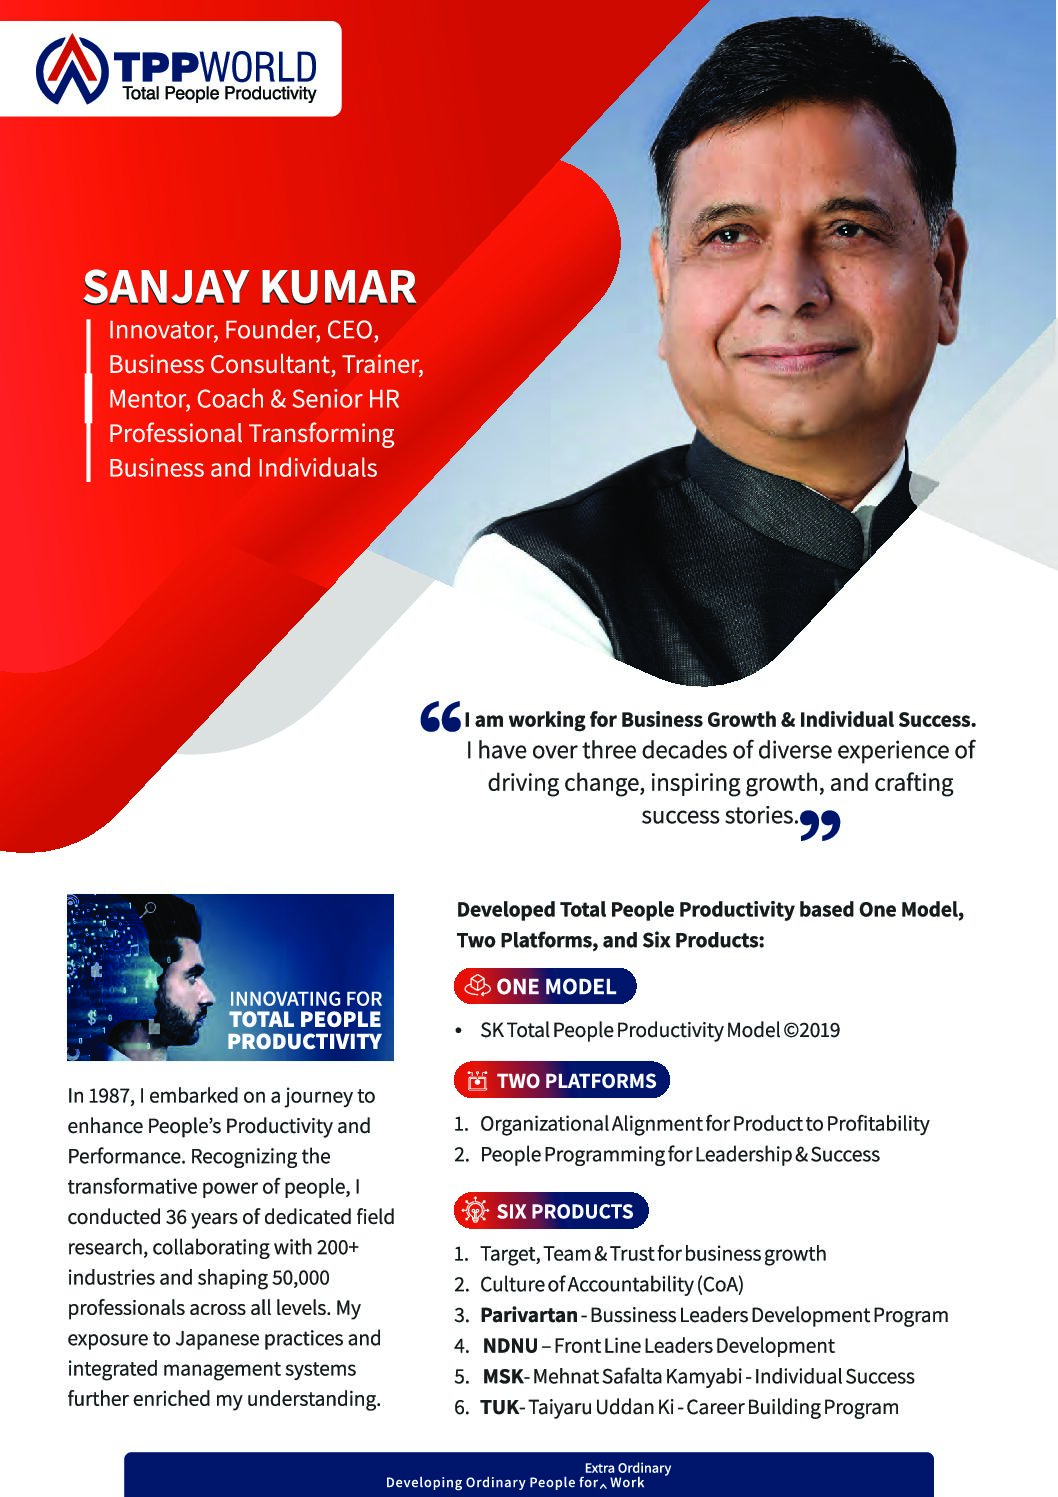 TPPWORLD
Total People Productivity
SANJAY KUMAR
Innovator, Founder, CEO,
Business Consultant, Trainer,
Mentor, Coach & Senior HR
Professional Transforming
Business and Individuals
“I am working for Business Growth & Individual Success.
I have over three decades of diverse experience of
driving change, inspiring growth, and crafting
success stories.”
INNOVATING FOR
TOTAL PEOPLE
PRODUCTIVITY
In 1987, I embarked on a journey to
enhance People’s Productivity and
Performance. Recognizing the
transformative power of people, I
conducted 36 years of dedicated field
research, collaborating with 200+
industries and shaping 50,000
professionals across all levels. My
exposure to Japanese practices and
integrated management systems
further enriched my understanding.
Developed Total People Productivity based One Model,
Two Platforms, and Six Products:
ONE MODEL
• SK Total People Productivity Model ©2019
TWO PLATFORMS
1. Organizational Alignment for Product to Profitability
2. People Programming for Leadership & Success
SIX PRODUCTS
1. Target, Team & Trust for business growth
2. Culture of Accountability (CoA)
3. Parivartan - Bussiness Leaders Development Program
4. NDNU – Front Line Leaders Development
5. MSK- Mehnat Safalta Kamyabi - Individual Success
6. TUK- Taiyaru Uddan Ki - Career Building Program
Extra Ordinary
Developing Ordinary People for ^ Work